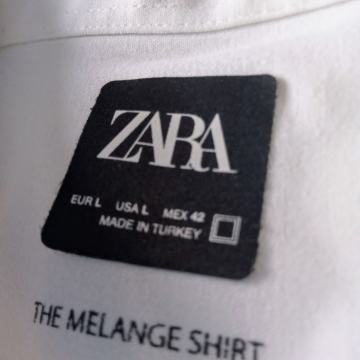 ZARA
EUR L USA L MEX 42
MADE IN TURKEY
THE MELANGE SHIRT